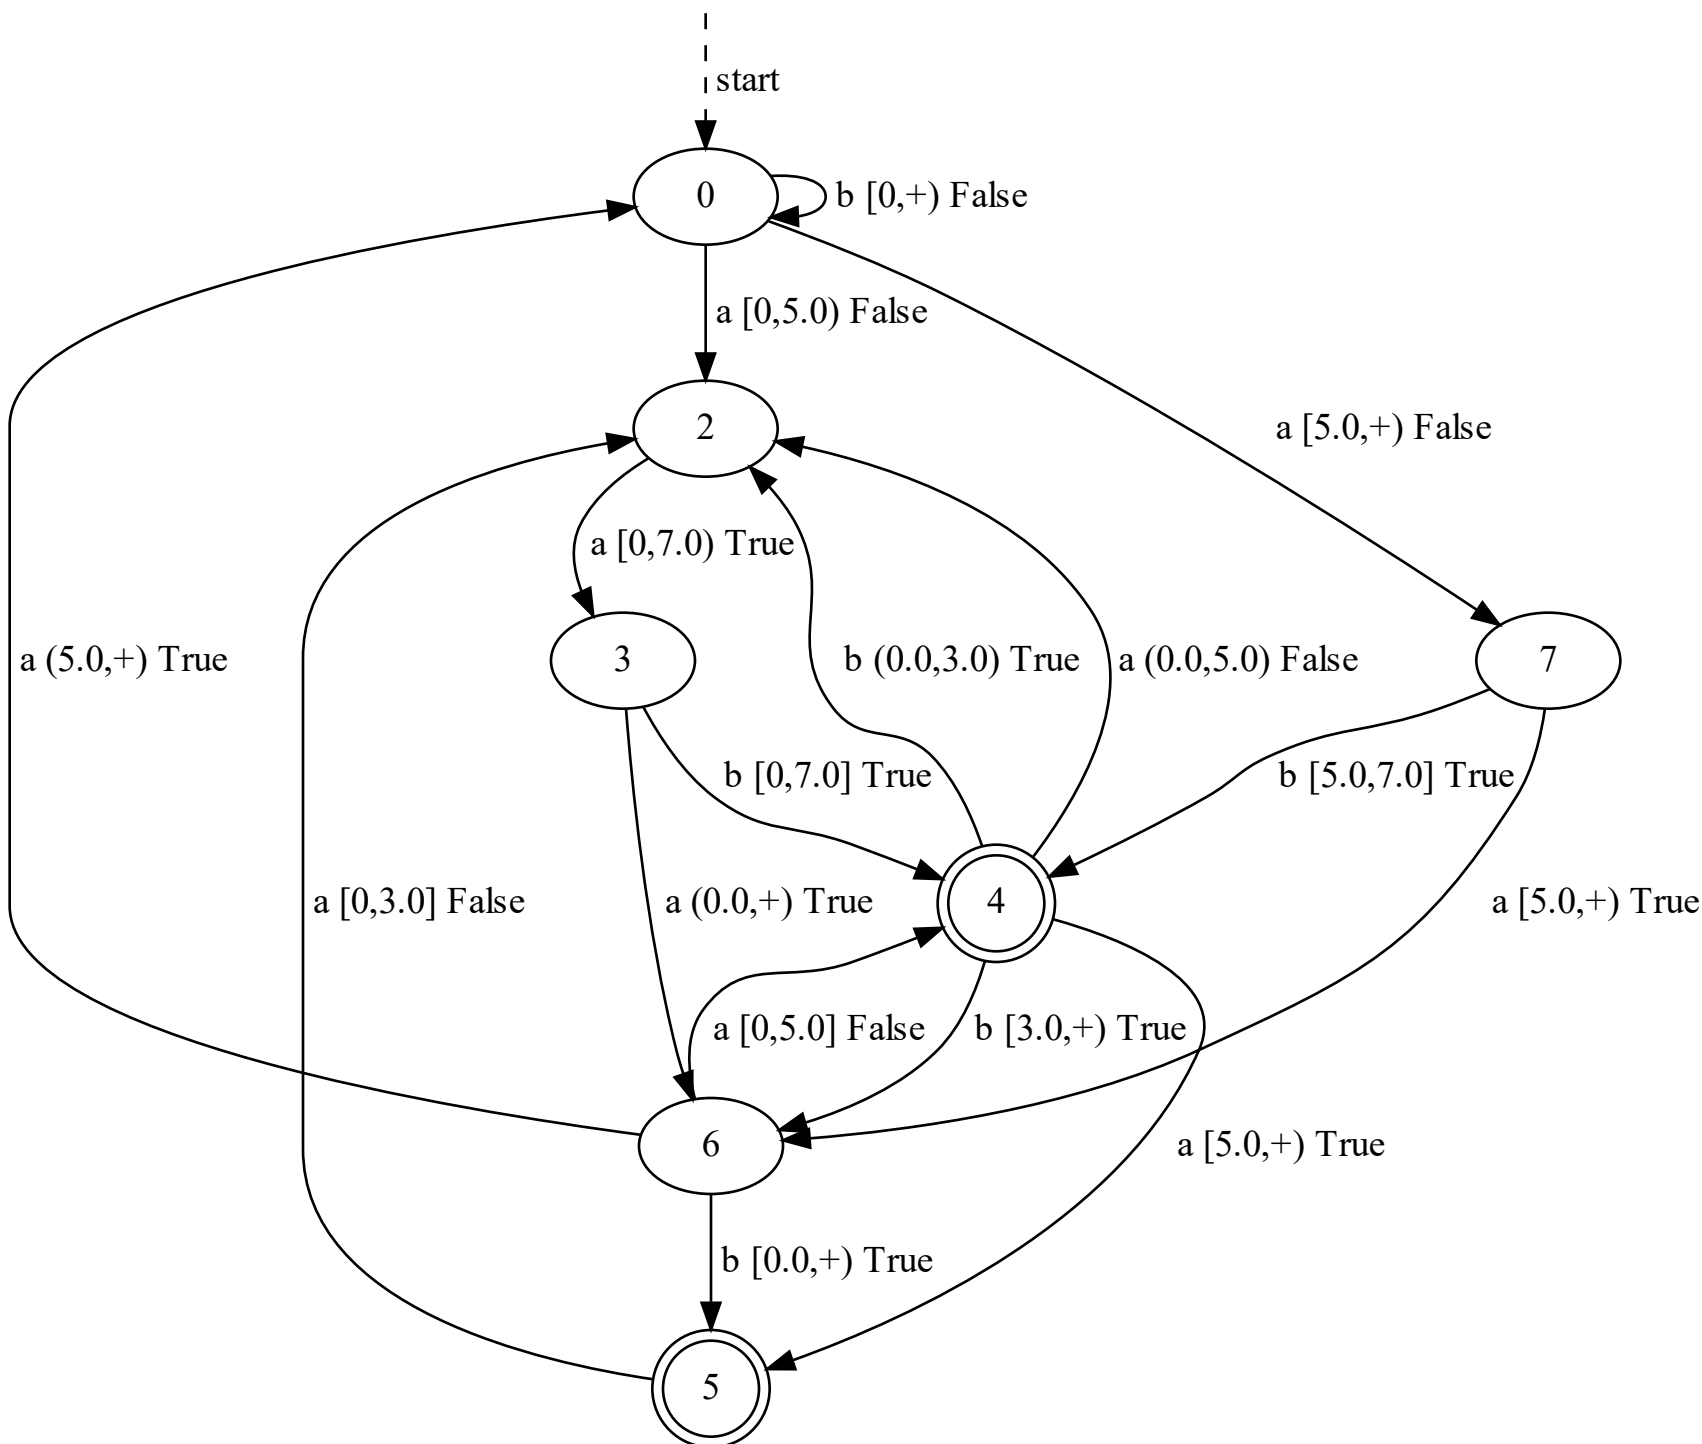 start
0
b [0,+) False
a [0,5.0) False
2
a [5.0,+) False
a [0,7.0) True
a (5.0,+) True
3
b (0.0,3.0) True
a (0.0,5.0) False
7
b [0,7.0] True
b [5.0,7.0] True
a [0,3.0] False
a (0.0,+) True
4
a [5.0,+) True
a [0,5.0] False
b [3.0,+) True
6
a [5.0,+) True
b [0.0,+) True
5